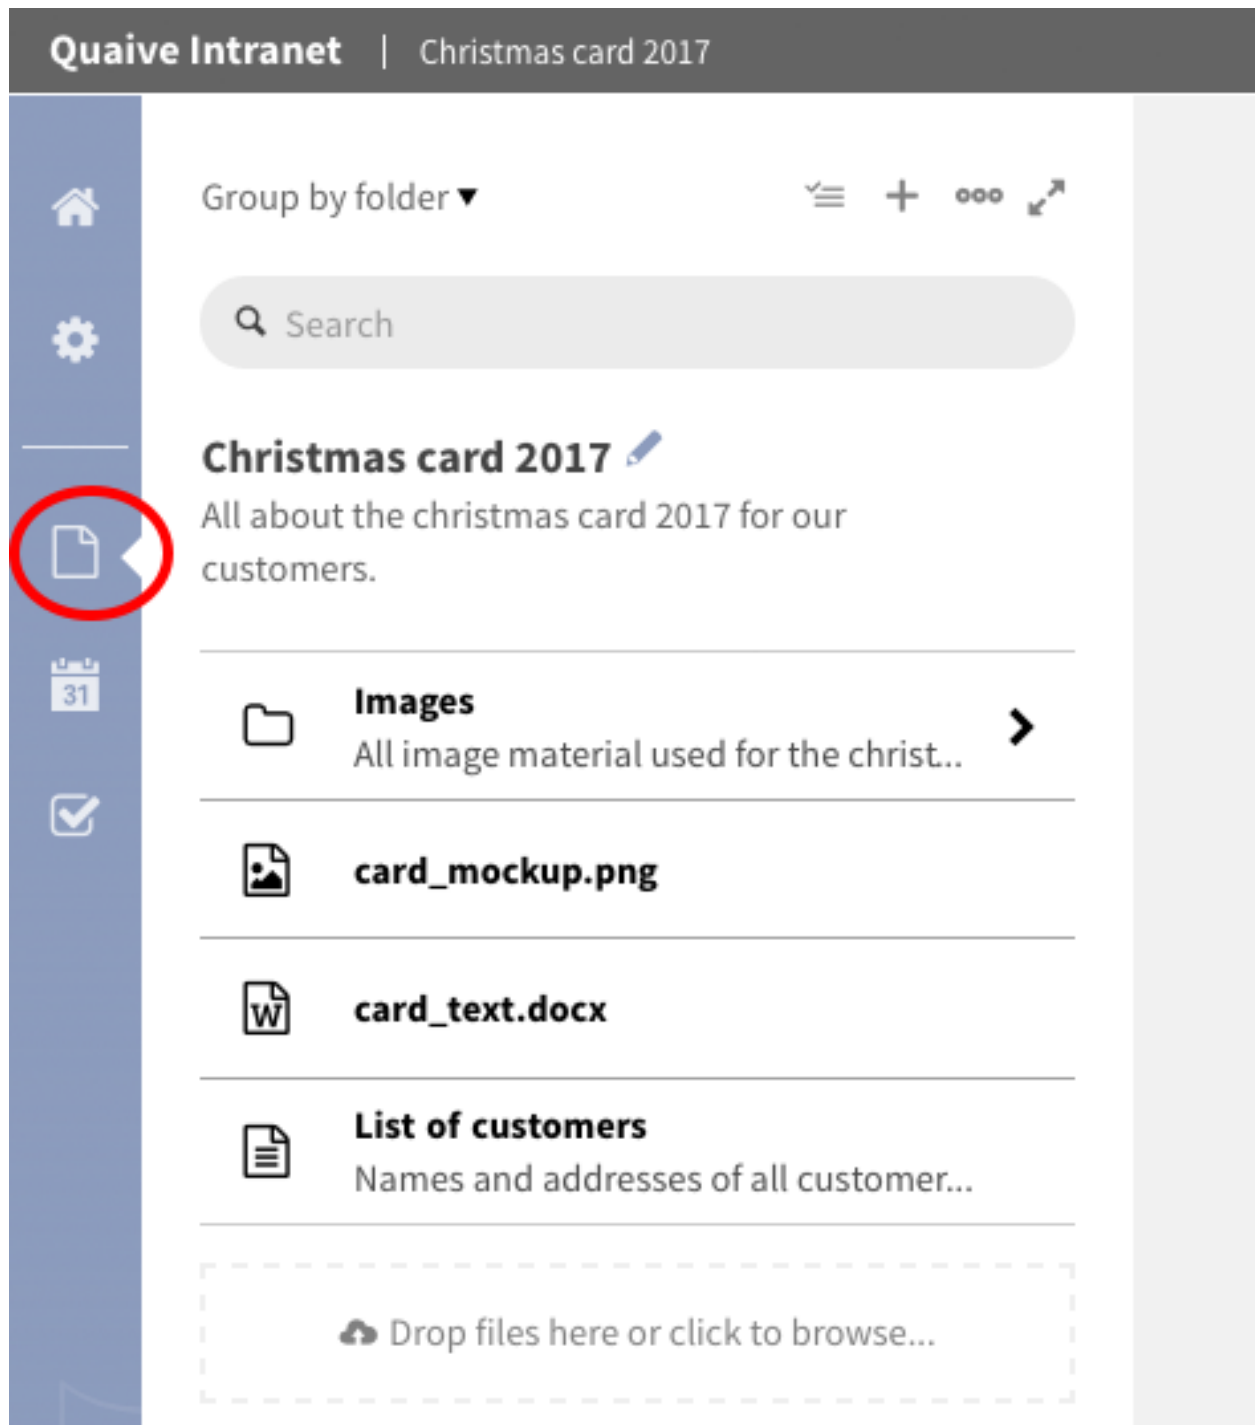 Quaive Intranet | Christmas card 2017
Group by folder
Search
Christmas card 2017
All about the christmas card 2017 for our
customers.
31
Images
All image material used for the christ...
card_mockup.png
W
card_text.docx
List of customers
Names and addresses of all customer...
Drop files here or click to browse...